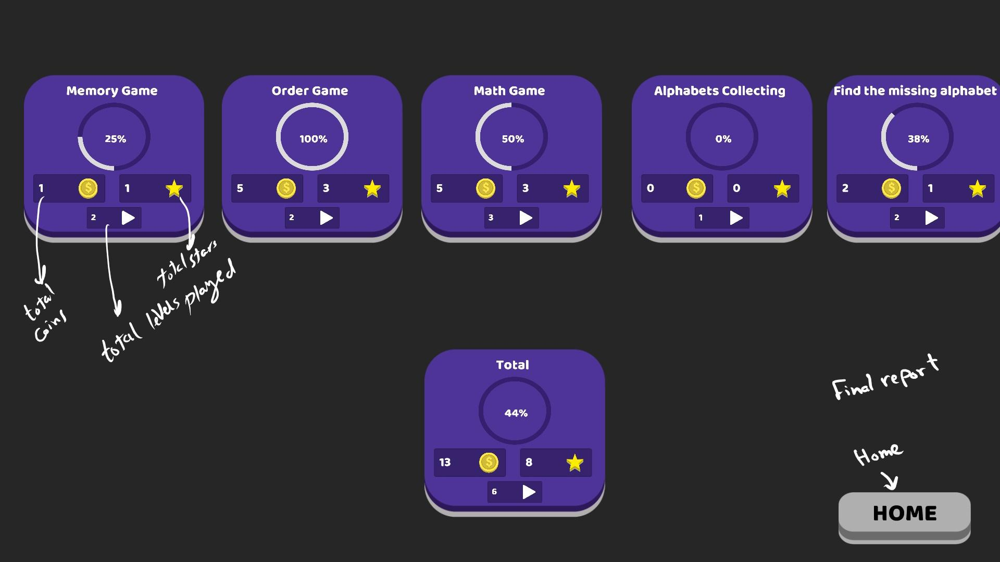 Memory Game
25%
1
1
2
Order Game
100%
5
3
2
Math Game
50%
5
3
3
Alphabets Collecting
0%
0
0
1
Find the missing alphabet
38%
2
1
2
total stars
total
coins
total levels played
Total
44%
13
8
6
Final report
Home
HOME